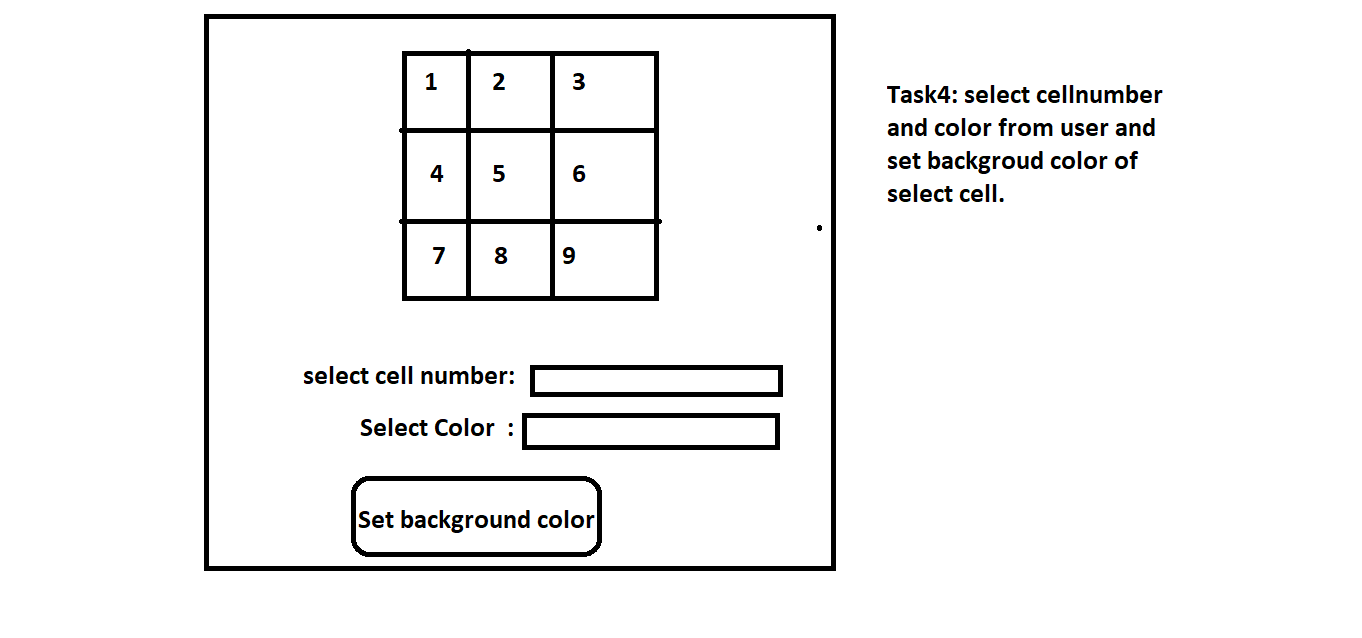 1 2 3
4 5 6
7 8 9
select cell number:
Select Color :
Set background color
Task4: select cellnumber
and color from user and
set backgroud color of
select cell.